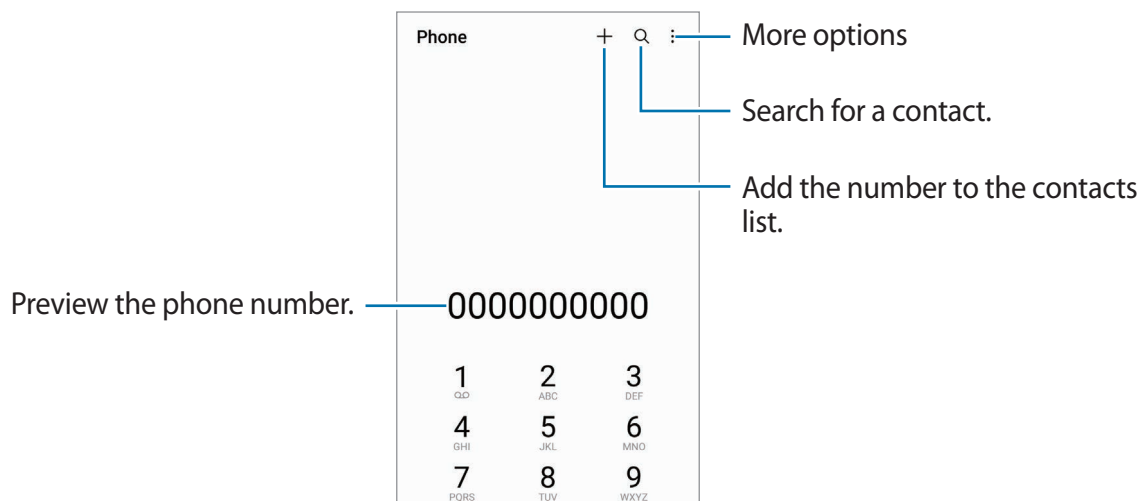 Phone
More options
Search for a contact.
Add the number to the contacts
list.
Preview the phone number.
0000000000
1 2 3
ABC DEF
4 5 6
GHI JKL MNO
7 8 9
PQRS TUV WXYZ